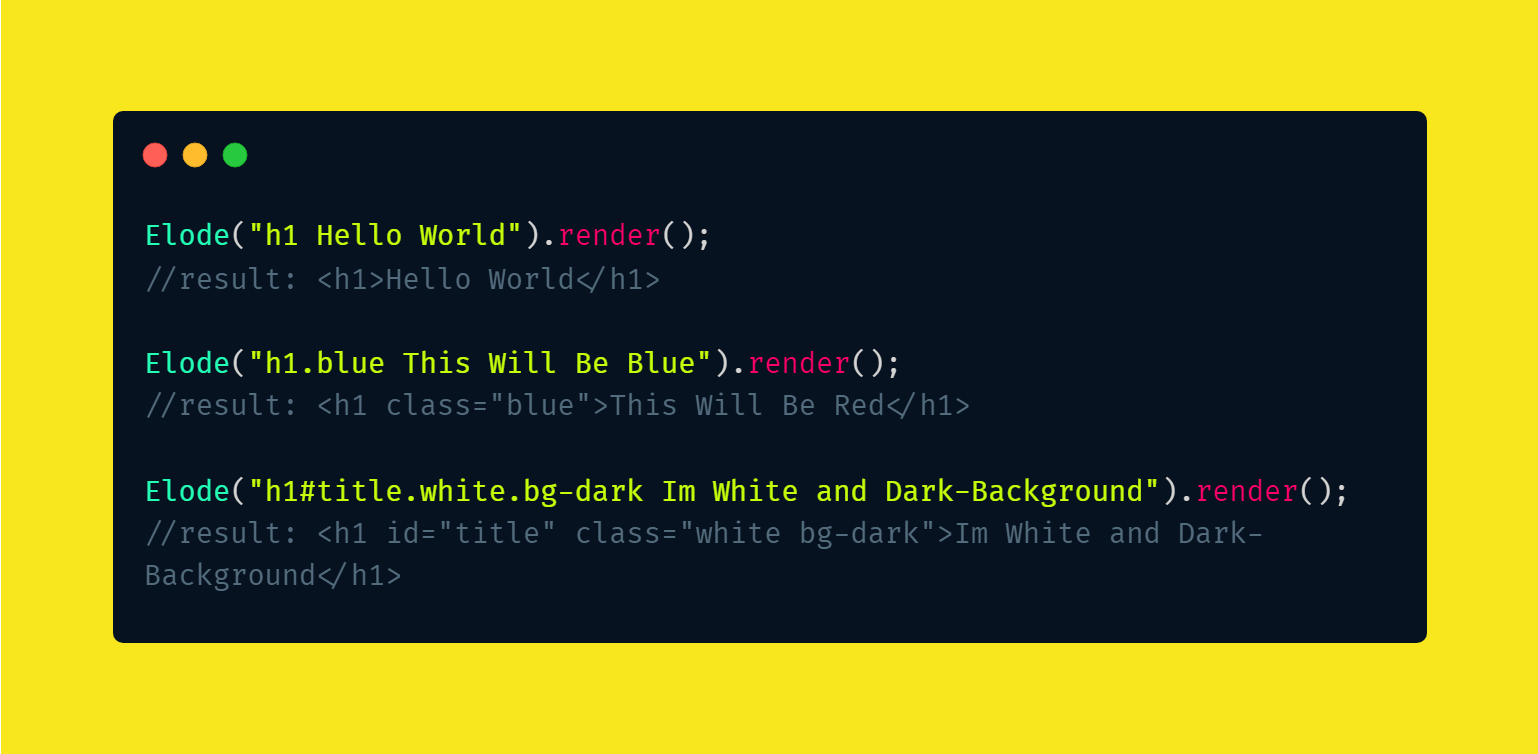 Elode("h1 Hello World").render();
//result: <h1>Hello World</h1>
Elode("h1.blue This Will Be Blue").render();
//result: <h1 class="blue">This Will Be Red</h1>
Elode("h1#title.white.bg-dark Im White and Dark-Background").render();
//result: <h1 id="title" class="white bg-dark">Im White and Dark-
Background</h1>